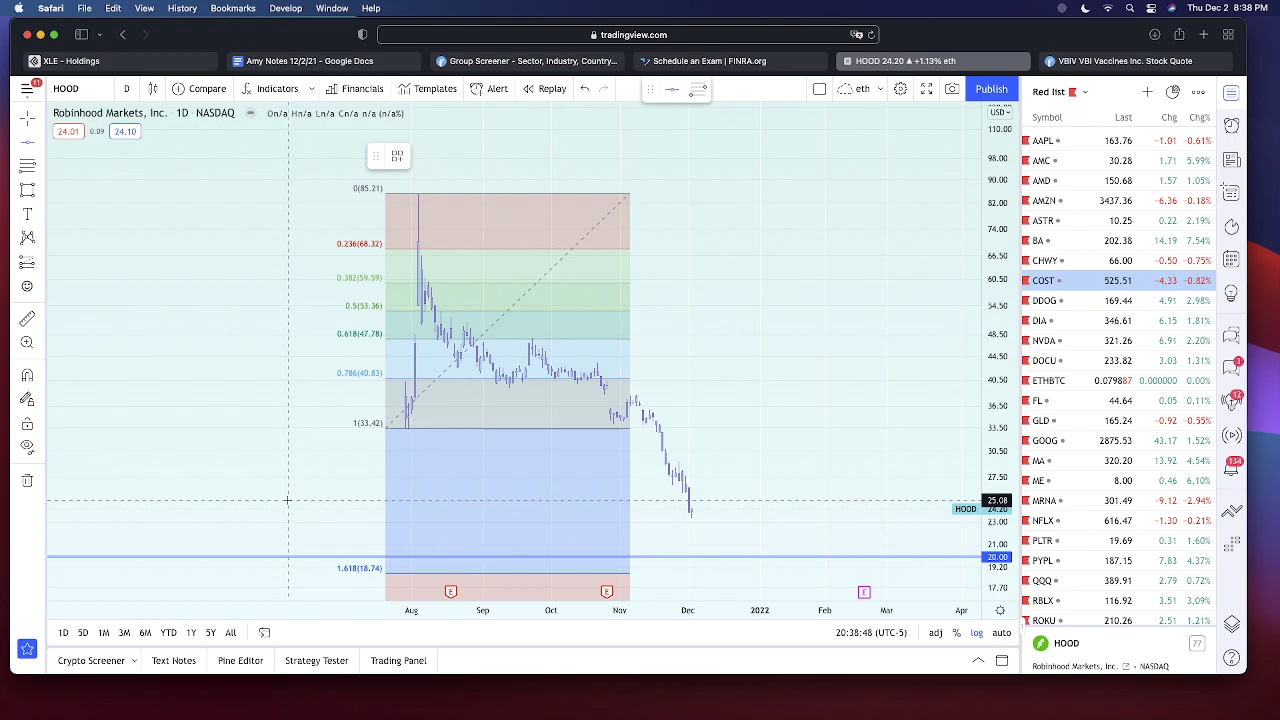 Safari File Edit View History Bookmarks Develop Window Help Thu Dec 2 8:38 PM
tradingview.com
XLE - Holdings
Amy Notes 12/2/21 - Google Docs
Group Screener - Sector, Industry, Country...
Schedule an Exam | FINRA.org
HOOD 24.20 ▲ +1.13% eth
VBIV VBI Vaccines Inc. Stock Quote
HOOD D Compare Indicators Financials Templates Alert Replay eth Publish
Robinhood Markets, Inc. · 1D · NASDAQ On/a Hn/a Ln/a Cn/a n/a (n/a%)
24.01 0.09 24.10
0(85.21)
0.236(68.32)
0.382(59.59)
0.5(53.36)
0.618(47.78)
0.786(40.83)
1(33.42)
1.618(18.74)
USD
110.00
98.00
90.00
82.00
74.00
66.50
60.50
54.50
48.50
44.50
40.50
36.50
33.50
30.50
27.50
25.08
HOOD 24.20
23.00
21.00
20.00
19.20
17.70
E E E
Aug Sep Oct Nov Dec 2022 Feb Mar Apr
1D 5D 1M 3M 6M YTD 1Y 5Y All 20:38:48 (UTC-5) adj % log auto
Crypto Screener Text Notes Pine Editor Strategy Tester Trading Panel
Red list
Symbol Last Chg Chg%
AAPL 163.76 −1.01 −0.61%
AMC 30.28 1.71 5.99%
AMD 150.68 1.57 1.05%
AMZN 3437.36 −6.36 −0.18%
ASTR 10.25 0.22 2.19%
BA 202.38 14.19 7.54%
CHWY 66.00 −0.50 −0.75%
COST 525.51 −4.33 −0.82%
DDOG 169.44 4.91 2.98%
DIA 346.61 6.15 1.81%
NVDA 321.26 6.91 2.20%
DOCU 233.82 3.03 1.31%
ETHBTC 0.079887 0.000000 0.00%
FL 44.64 0.05 0.11%
GLD 165.24 −0.92 −0.55%
GOOG 2875.53 43.17 1.52%
MA 320.20 13.92 4.54%
ME 8.00 0.46 6.10%
MRNA 301.49 −9.12 −2.94%
NFLX 616.47 −1.30 −0.21%
PLTR 19.69 0.31 1.60%
PYPL 187.15 7.83 4.37%
QQQ 389.91 2.79 0.72%
RBLX 116.92 3.51 3.09%
ROKU 210.26 2.51 1.21%
HOOD 77
Robinhood Markets, Inc. · NASDAQ
3
12
134